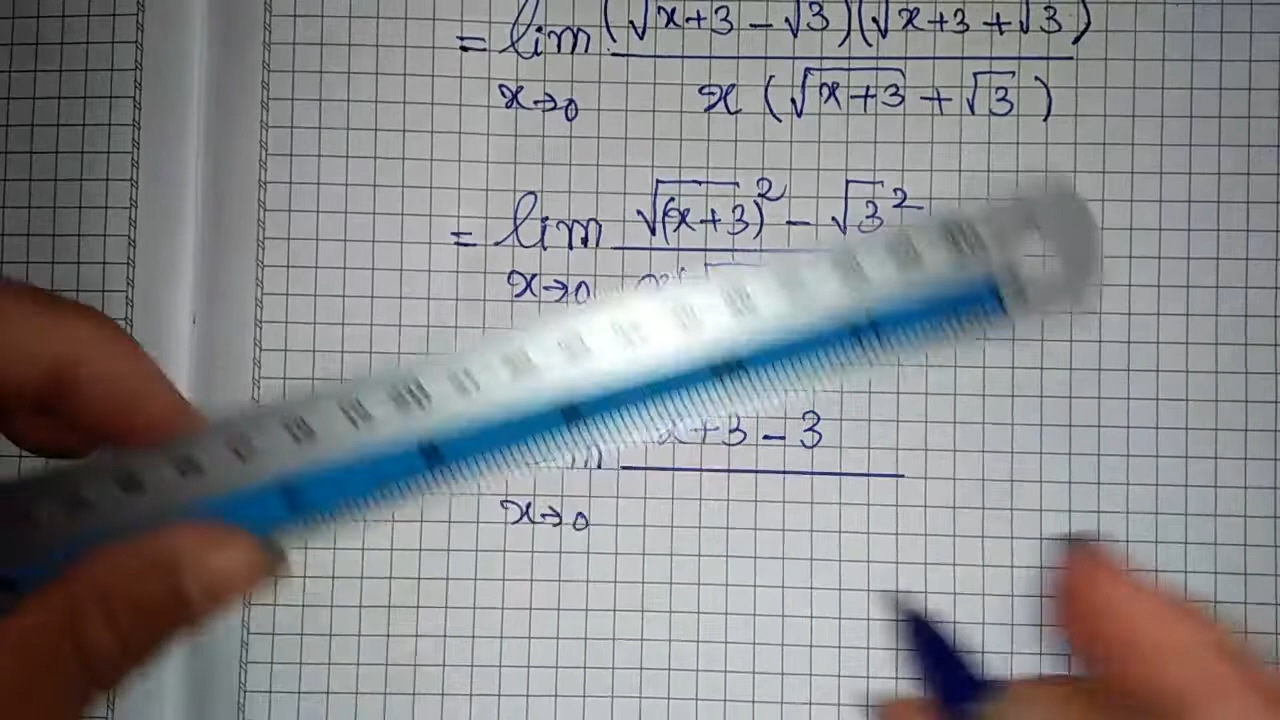 = lim (√x+3 - √3)(√x+3 + √3)
x→0 x (√x+3 + √3)
= lim √(x+3)² - √3²
x→0 x
x+3 - 3
x→0